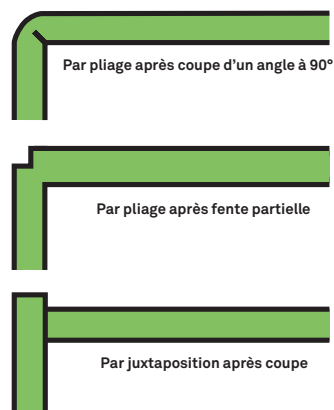 Par pliage après coupe d’un angle à 90°
Par pliage après fente partielle
Par juxtaposition après coupe